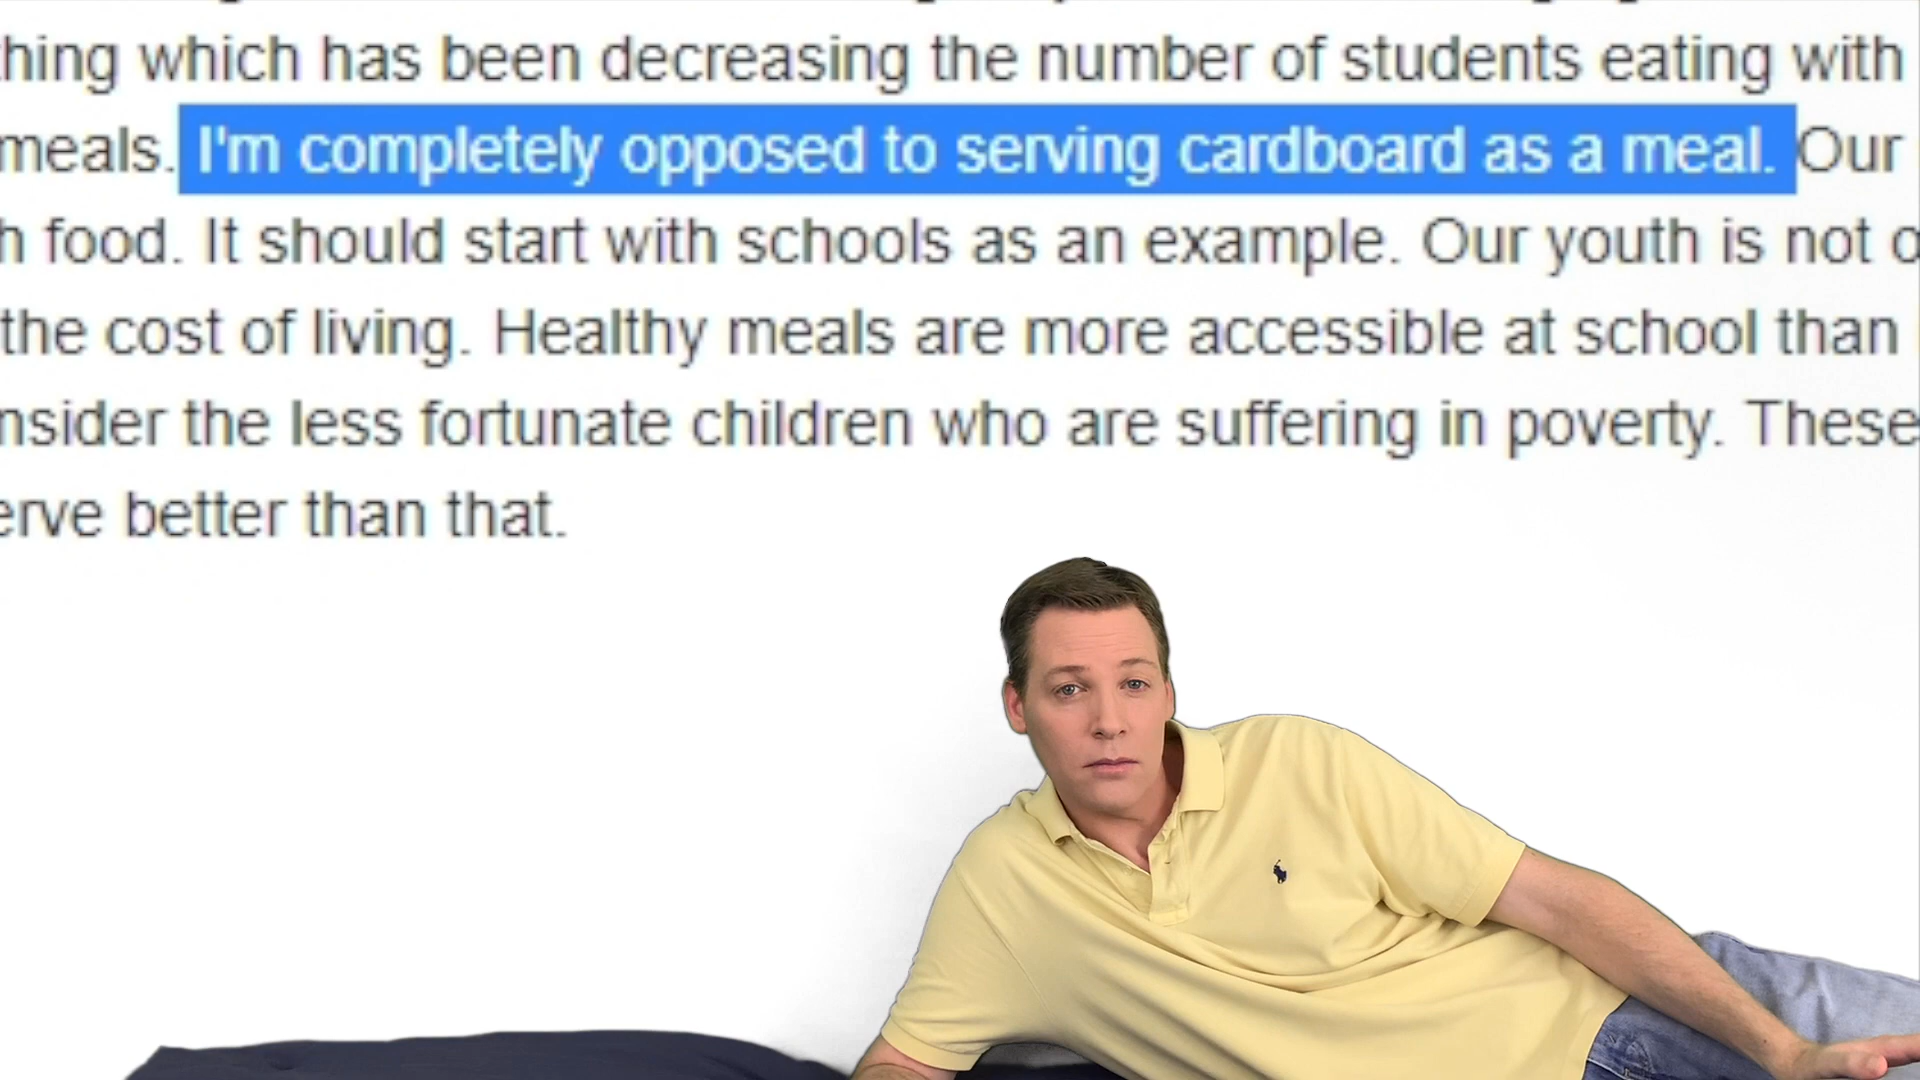 thing which has been decreasing the number of students eating with
meals. I'm completely opposed to serving cardboard as a meal. Our
food. It should start with schools as an example. Our youth is not
the cost of living. Healthy meals are more accessible at school than
the less fortunate children who are suffering in poverty. These
better than that.